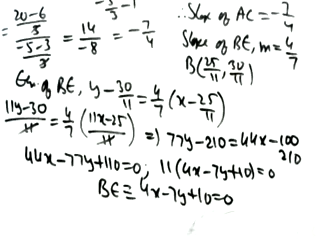 = (20-6)/3 / (-5-3)/3 = 14/-8 = -7/4
∴ Slope of AC = -7/4
Slope of BE, m = 4/7
B(25/11, 30/11)
Eq. of BE, y - 30/11 = 4/7 (x - 25/11)
(11y-30)/11 = 4/7 ((11x-25)/11) => 77y - 210 = 44x - 100
210
44x - 77y + 110 = 0; 11(4x - 7y + 10) = 0
BE ≡ 4x - 7y + 10 = 0